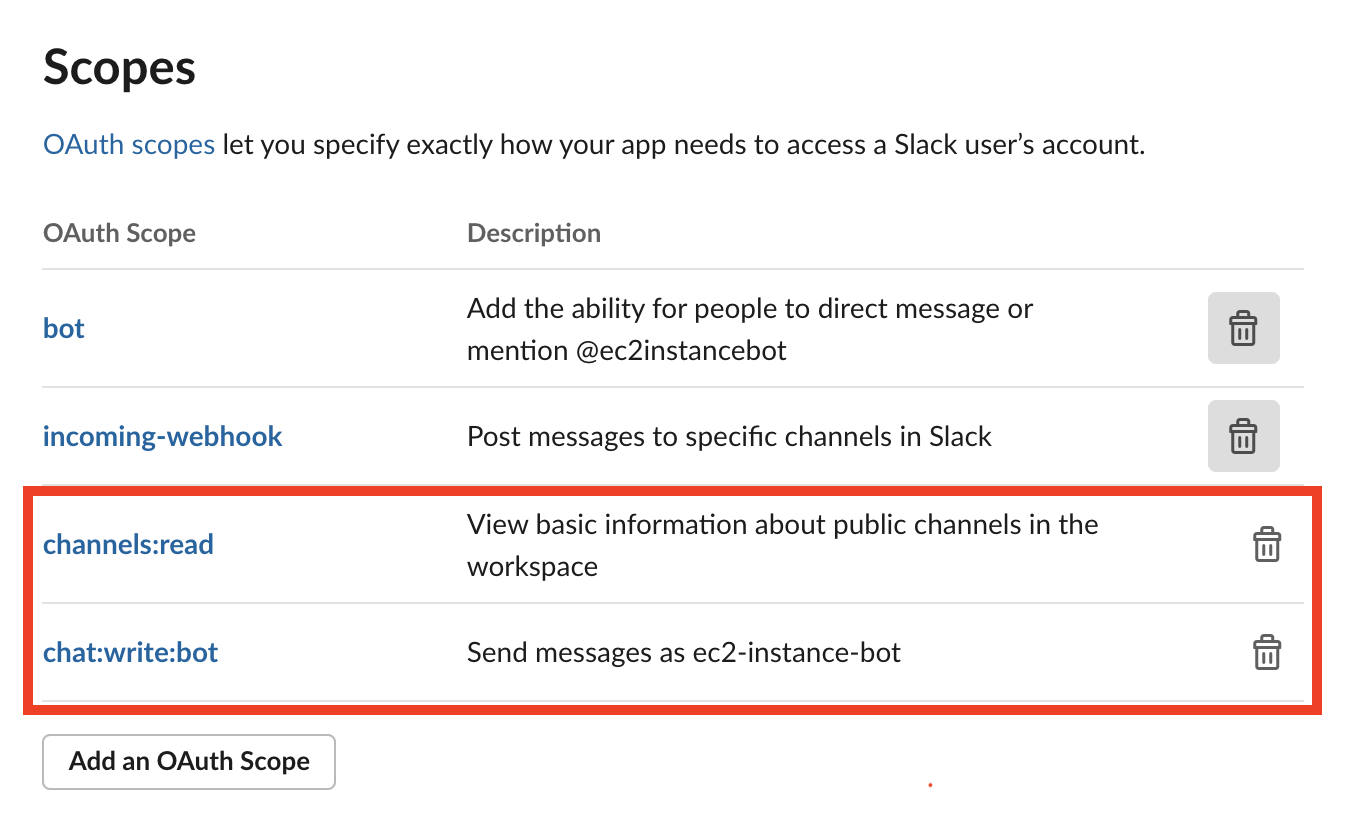 Scopes
OAuth scopes let you specify exactly how your app needs to access a Slack user’s account.
OAuth Scope Description
bot Add the ability for people to direct message or
mention @ec2instancebot
incoming-webhook Post messages to specific channels in Slack
channels:read View basic information about public channels in the
workspace
chat:write:bot Send messages as ec2-instance-bot
Add an OAuth Scope